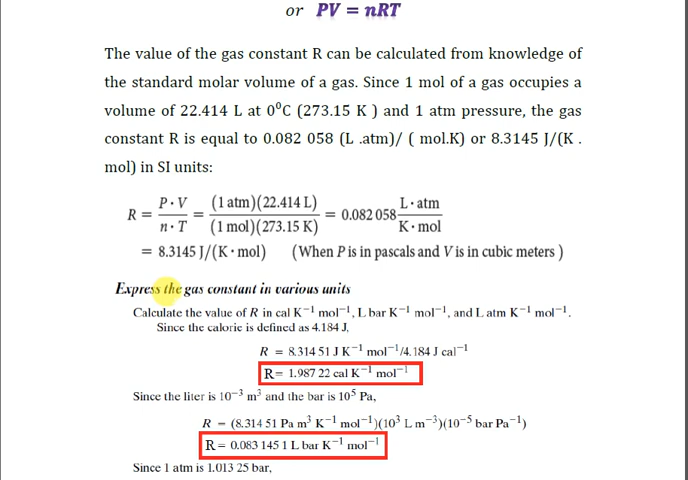 or PV = nRT
The value of the gas constant R can be calculated from knowledge of
the standard molar volume of a gas. Since 1 mol of a gas occupies a
volume of 22.414 L at 0⁰C (273.15 K ) and 1 atm pressure, the gas
constant R is equal to 0.082 058 (L .atm)/ ( mol.K) or 8.3145 J/(K .
mol) in SI units:
R = P · V / n · T = (1 atm)(22.414 L) / (1 mol)(273.15 K) = 0.082 058 L · atm / K · mol
= 8.3145 J/(K · mol) (When P is in pascals and V is in cubic meters )
Express the gas constant in various units
Calculate the value of R in cal K⁻¹ mol⁻¹, L bar K⁻¹ mol⁻¹, and L atm K⁻¹ mol⁻¹.
Since the calorie is defined as 4.184 J,
R = 8.314 51 J K⁻¹ mol⁻¹/4.184 J cal⁻¹
R= 1.987 22 cal K⁻¹ mol⁻¹
Since the liter is 10⁻³ m³ and the bar is 10⁵ Pa,
R = (8.314 51 Pa m³ K⁻¹ mol⁻¹)(10³ L m⁻³)(10⁻⁵ bar Pa⁻¹)
R= 0.083 145 1 L bar K⁻¹ mol⁻¹
Since 1 atm is 1.013 25 bar,